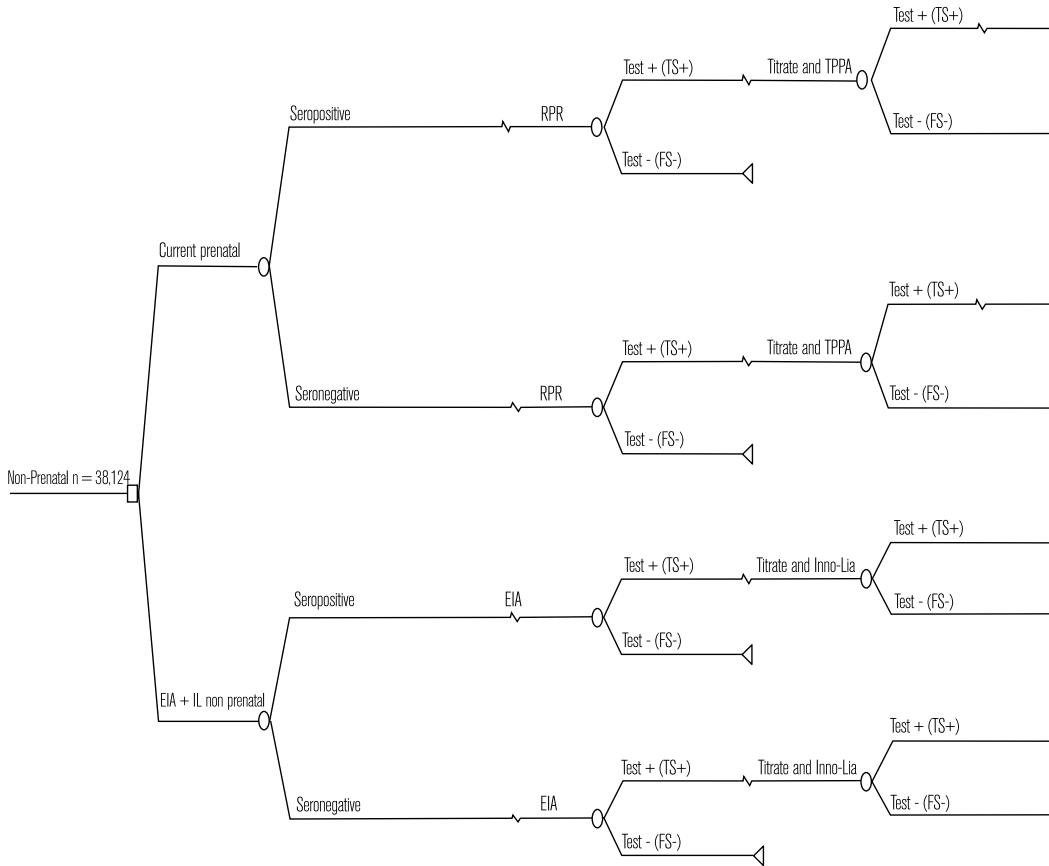 Test + (TS+)
Test + (TS+)
Titrate and TPPA
Seropositive
RPR
Test - (FS-)
Test - (FS-)
Current prenatal
Test + (TS+)
Test + (TS+)
Titrate and TPPA
Seronegative
RPR
Test - (FS-)
Test - (FS-)
Non-Prenatal n = 38,124
Test + (TS+)
Test + (TS+)
Titrate and Inno-Lia
Seropositive
EIA
Test - (FS-)
Test - (FS-)
EIA + IL non prenatal
Test + (TS+)
Test + (TS+)
Titrate and Inno-Lia
Seronegative
EIA
Test - (FS-)
Test - (FS-)